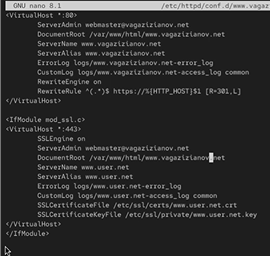 GNU nano 8.1 /etc/httpd/conf.d/www.vagaz
<VirtualHost *:80>
ServerAdmin webmaster@vagazizianov.net
DocumentRoot /var/www/html/www.vagazizianov.net
ServerName www.vagazizianov.net
ServerAlias www.vagazizianov.net
ErrorLog logs/www.vagazizianov.net-error_log
CustomLog logs/www.vagazizianov.net-access_log common
RewriteEngine on
RewriteRule ^(.*)$ https://%{HTTP_HOST}$1 [R=301,L]
</VirtualHost>
<IfModule mod_ssl.c>
<VirtualHost *:443>
SSLEngine on
ServerAdmin webmaster@vagazizianov.net
DocumentRoot /var/www/html/www.vagazizianov.net
ServerName www.user.net
ServerAlias www.user.net
ErrorLog logs/www.user.net-error_log
CustomLog logs/www.user.net-access_log common
SSLCertificateFile /etc/ssl/certs/www.user.net.crt
SSLCertificateKeyFile /etc/ssl/private/www.user.net.key
</VirtualHost>
</IfModule>